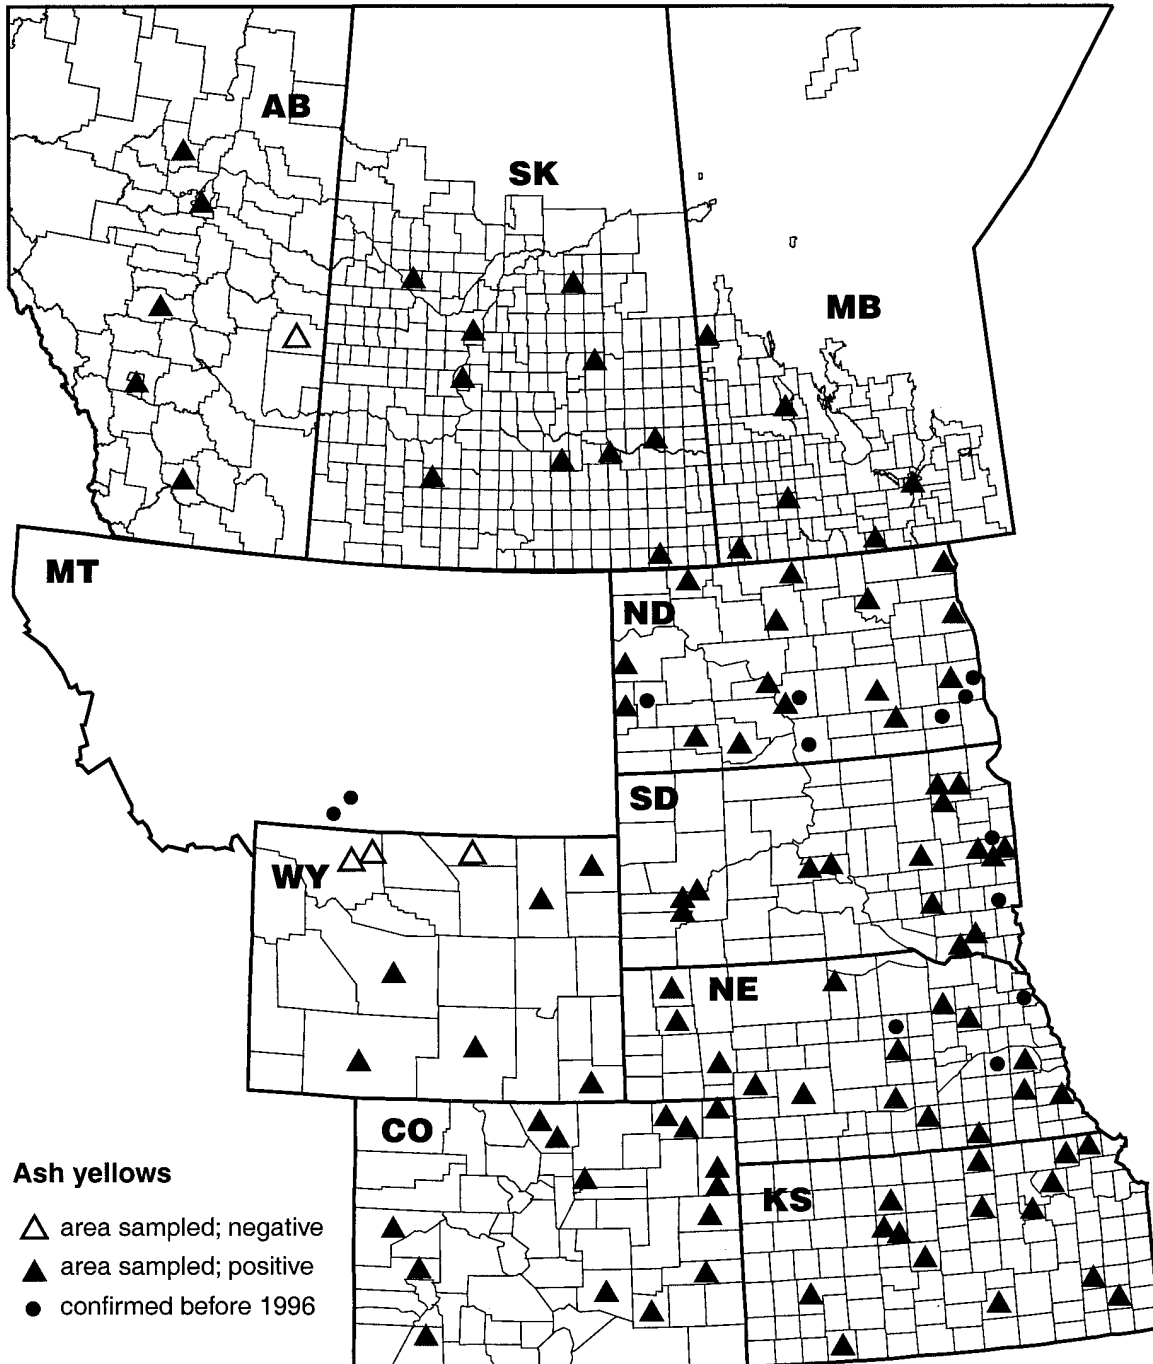 AB
SK
MB
MT
ND
SD
WY
NE
CO
KS
Ash yellows
area sampled; negative
area sampled; positive
confirmed before 1996